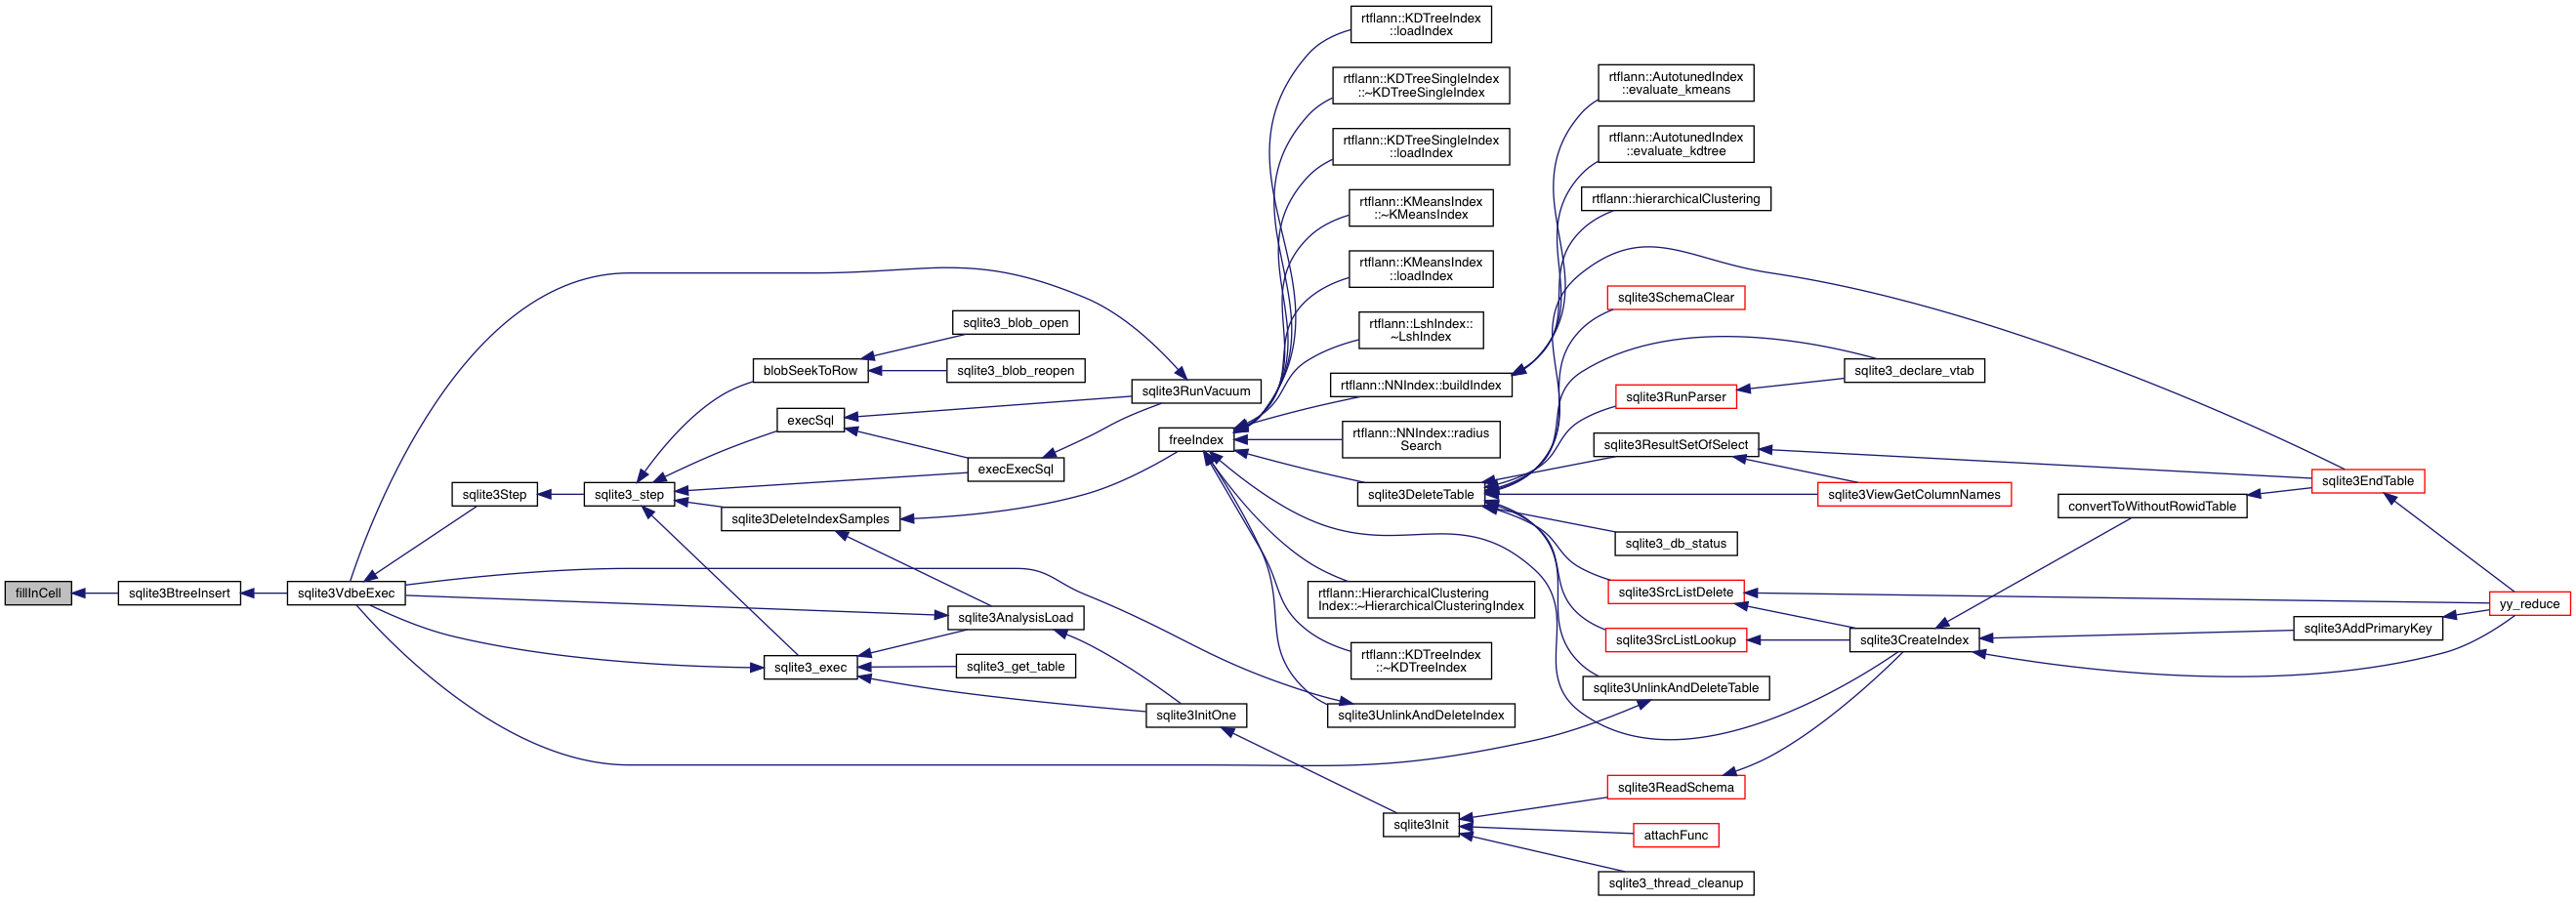 fillInCell
sqlite3BtreeInsert
sqlite3VdbeExec
sqlite3Step
sqlite3_step
blobSeekToRow
sqlite3_blob_open
sqlite3_blob_reopen
execSql
execExecSql
sqlite3RunVacuum
sqlite3DeleteIndexSamples
sqlite3AnalysisLoad
sqlite3_exec
sqlite3_get_table
sqlite3InitOne
freeIndex
rtflann::KDTreeIndex
::loadIndex
rtflann::KDTreeSingleIndex
::~KDTreeSingleIndex
rtflann::KDTreeSingleIndex
::loadIndex
rtflann::KMeansIndex
::~KMeansIndex
rtflann::KMeansIndex
::loadIndex
rtflann::LshIndex::
~LshIndex
rtflann::NNIndex::buildIndex
rtflann::NNIndex::radius
Search
sqlite3DeleteTable
rtflann::HierarchicalClustering
Index::~HierarchicalClusteringIndex
rtflann::KDTreeIndex
::~KDTreeIndex
sqlite3UnlinkAndDeleteIndex
sqlite3Init
rtflann::AutotunedIndex
::evaluate_kmeans
rtflann::AutotunedIndex
::evaluate_kdtree
rtflann::hierarchicalClustering
sqlite3SchemaClear
sqlite3_declare_vtab
sqlite3RunParser
sqlite3ResultSetOfSelect
sqlite3ViewGetColumnNames
sqlite3_db_status
sqlite3SrcListDelete
sqlite3SrcListLookup
sqlite3UnlinkAndDeleteTable
sqlite3ReadSchema
attachFunc
sqlite3_thread_cleanup
sqlite3CreateIndex
convertToWithoutRowidTable
sqlite3EndTable
sqlite3AddPrimaryKey
yy_reduce